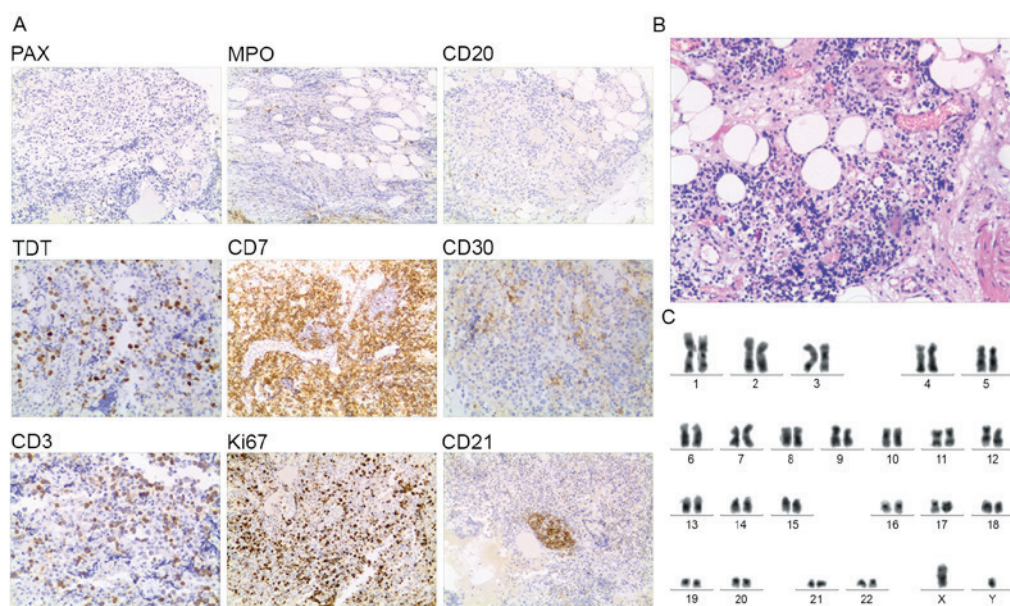 A
B
PAX MPO CD20
TDT CD7 CD30
C
CD3 Ki67 CD21
1 2 3 4 5
6 7 8 9 10 11 12
13 14 15 16 17 18
19 20 21 22 X Y